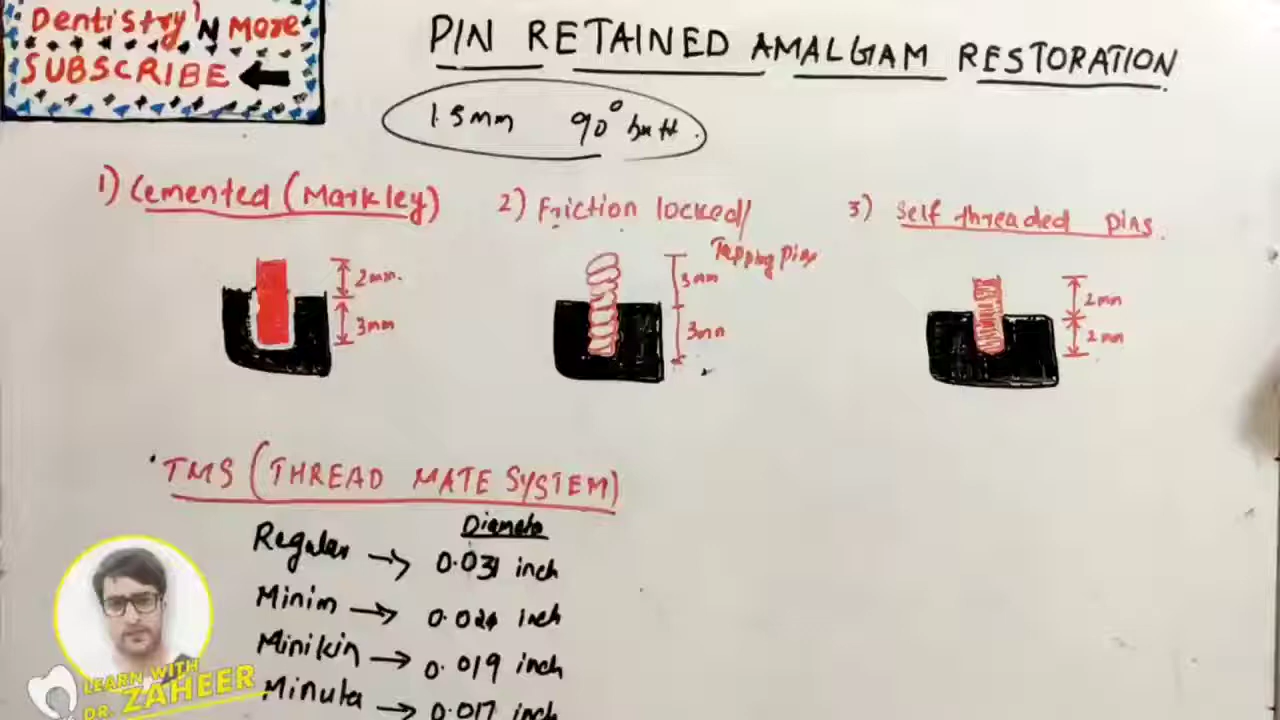 Dentistry'N More
SUBSCRIBE
PIN RETAINED AMALGAM RESTORATION
1.5mm 90° butt.
1) Cemented (Markley)
2) Friction locked/
Tapping Pins
3) Self threaded pins.
2mm.
3mm
3mm
3mm
2mm
2mm
TMS (THREAD MATE SYSTEM)
Diameter
Regular → 0.031 inch
Minim → 0.024 inch
Minikin → 0.019 inch
Minuta → 0.017 inch
LEARN WITH
DR. ZAHEER